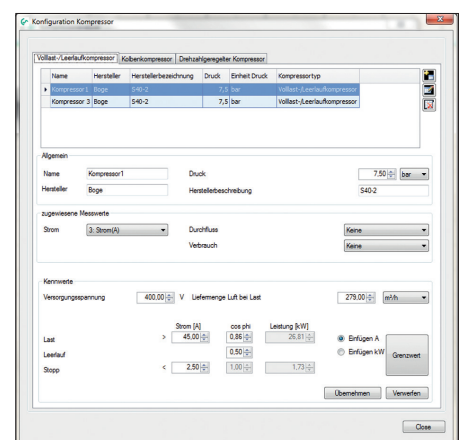 Konfiguration Kompressor
Volllast-/Leerlaufkompressor Kolbenkompressor Drehzahlgeregelter Kompressor
Name Hersteller Herstellerbezeichnung Druck Einheit Druck Kompressortyp
Kompressor1 Boge S40-2 7,5 bar Volllast-/Leerlaufkompressor
Kompressor 3 Boge S40-2 7,5 bar Volllast-/Leerlaufkompressor
Allgemein
Name Kompressor1 Druck 7,50 bar
Hersteller Boge Herstellerbeschreibung S40-2
zugewiesene Messwerte
Strom 3: Strom(A) Durchfluss Keine
Verbrauch Keine
Kennwerte
Versorgungsspannung 400,00 V Liefermenge Luft bei Last 279,00 m³/h
Strom [A] cos phi Leistung [kW]
Last > 45,00 0,86 26,81 Einfügen A
Leerlauf 0,50 Einfügen kW Grenzwert
Stopp < 2,50 1,00 1,73
Übernehmen Verwerfen
Close